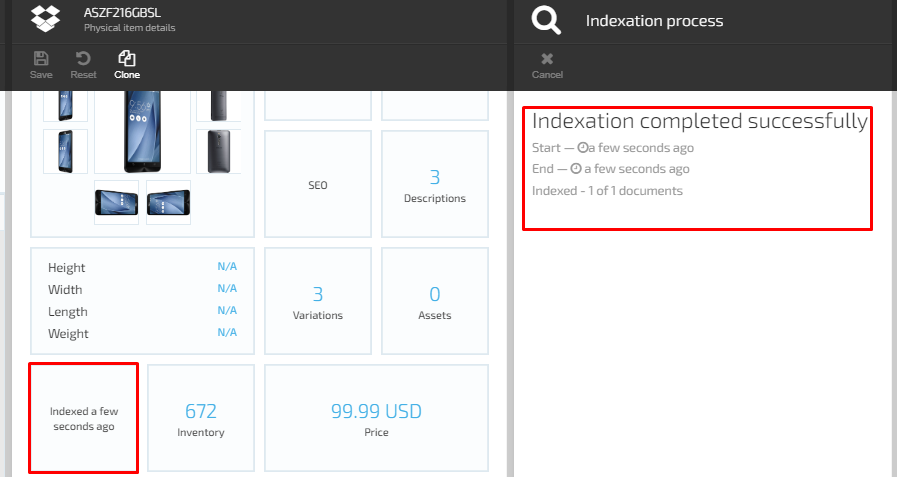 ASZF216GBSL
Physical item details
Save
Reset
Clone
SEO
3
Descriptions
Height N/A
Width N/A
Length N/A
Weight N/A
3
Variations
0
Assets
Indexed a few
seconds ago
672
Inventory
99.99 USD
Price
Indexation process
Cancel
Indexation completed successfully
Start — a few seconds ago
End — a few seconds ago
Indexed - 1 of 1 documents